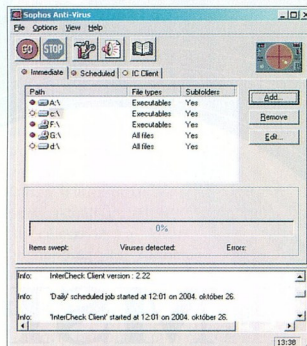 Sophos Anti-Virus
File Options View Help
GO STOP
Immediate Scheduled IC Client
Path File types Subfolders
A:\ Executables Yes
c:\ Executables Yes
F:\ Executables Yes
G:\ All files Yes
d:\ All files Yes
Add...
Remove
Edit...
0%
Items swept: Viruses detected: Errors:
Info: InterCheck Client version : 2.22
Info: 'Daily' scheduled job started at 12:01 on 2004. október 26.
Info: 'InterCheck Client' started at 12:01 on 2004. október 26.
13:38